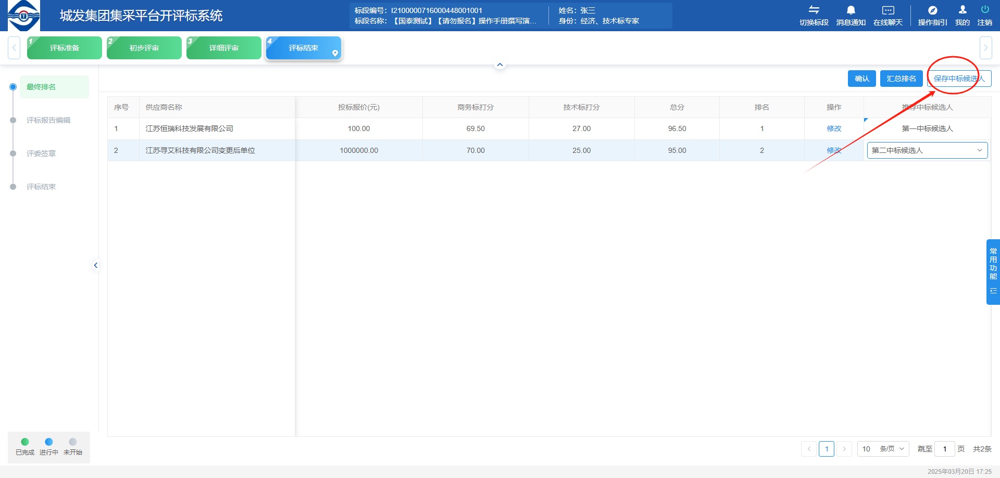 城发集团集采平台开评标系统
标段编号：I2100000716000448001001
标段名称：【国泰测试】【请勿报名】操作手册撰写演...
姓名：张三
身份：经济、技术标专家
切换标段
消息通知
在线聊天
操作指引
我的
注销
1 评标准备
2 初步评审
3 详细评审
4 评标结束
最终排名
评标报告编辑
评委签章
评标结束
确认
汇总排名
保存中标候选人
序号 供应商名称 投标报价(元) 商务标打分 技术标打分 总分 排名 操作 推荐中标候选人
1 江苏恒瑞科技发展有限公司 100.00 69.50 27.00 96.50 1 修改 第一中标候选人
2 江苏寻艾科技有限公司变更后单位 1000000.00 70.00 25.00 95.00 2 修改 第二中标候选人
常用功能
已完成 进行中 未开始
1 10 条/页 跳至 1 页 共2条
2025年03月20日 17:25